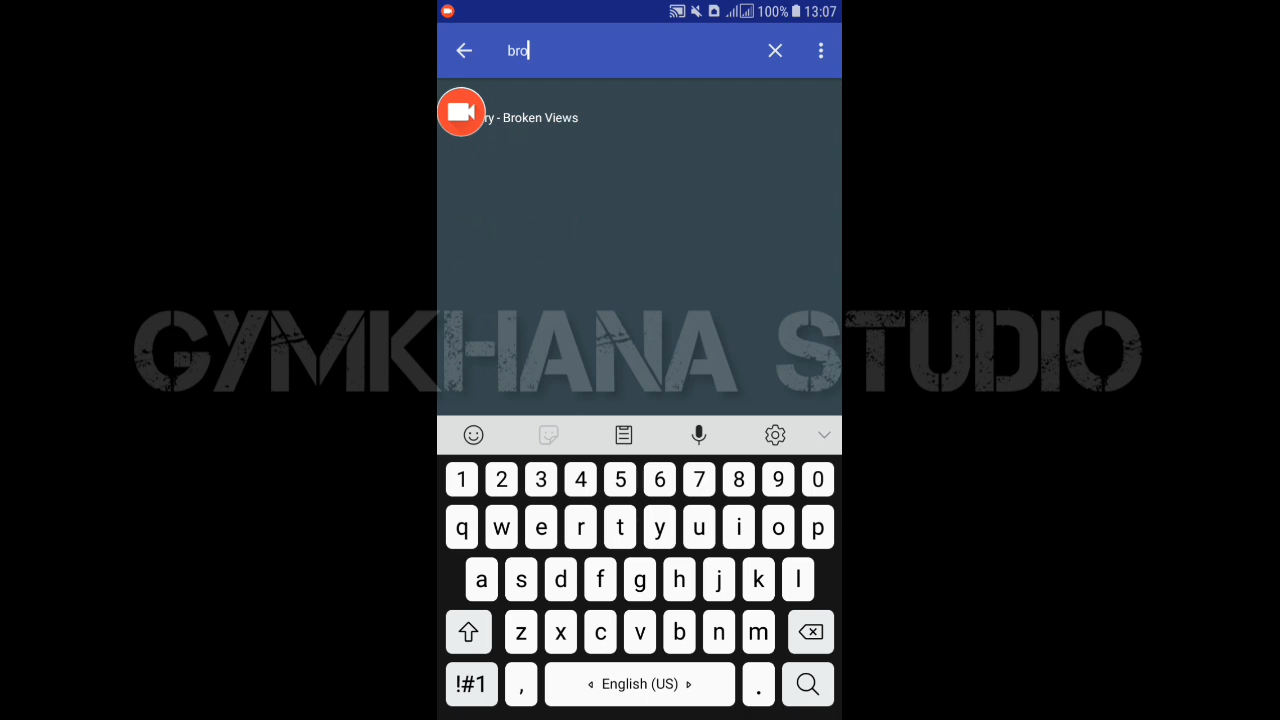 100% 13:07
bro
ry - Broken Views
GYMKHANA STUDIO
1 2 3 4 5 6 7 8 9 0
q w e r t y u i o p
a s d f g h j k l
z x c v b n m
!#1 , English (US) .